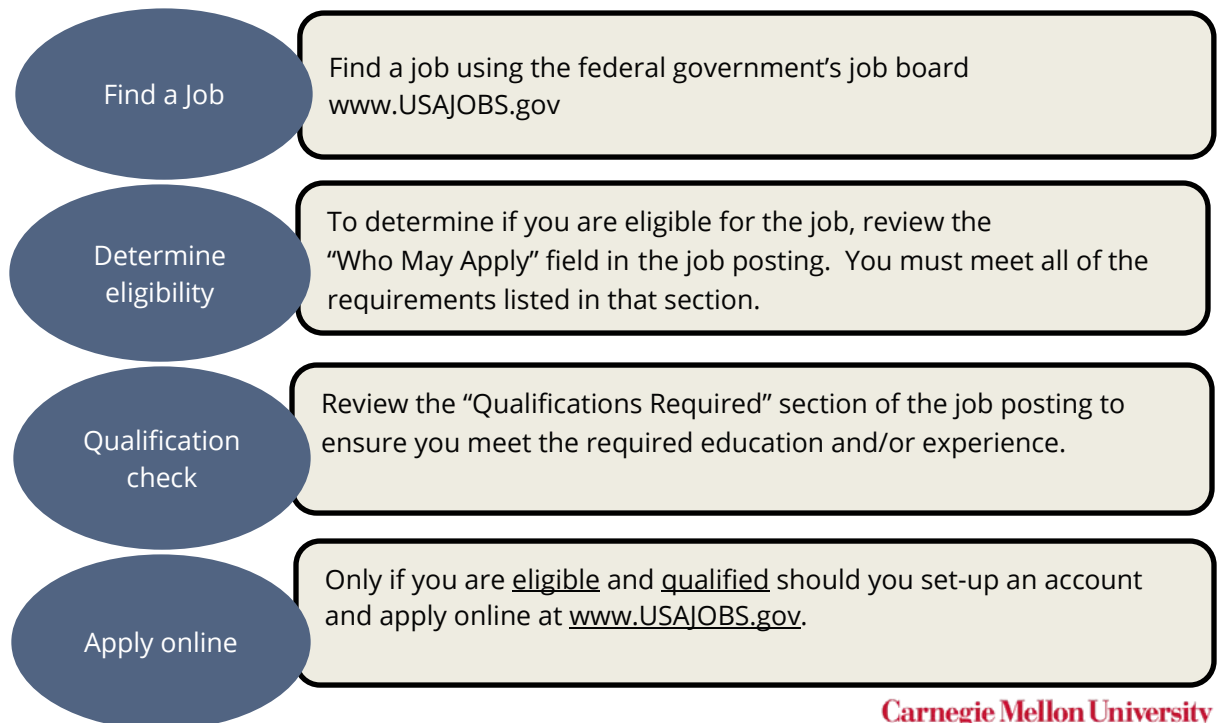 Find a Job
Find a job using the federal government’s job board
www.USAJOBS.gov
Determine
eligibility
To determine if you are eligible for the job, review the
“Who May Apply” field in the job posting.  You must meet all of the
requirements listed in that section.
Qualification
check
Review the “Qualifications Required” section of the job posting to
ensure you meet the required education and/or experience.
Apply online
Only if you are eligible and qualified should you set-up an account
and apply online at www.USAJOBS.gov.
Carnegie Mellon University